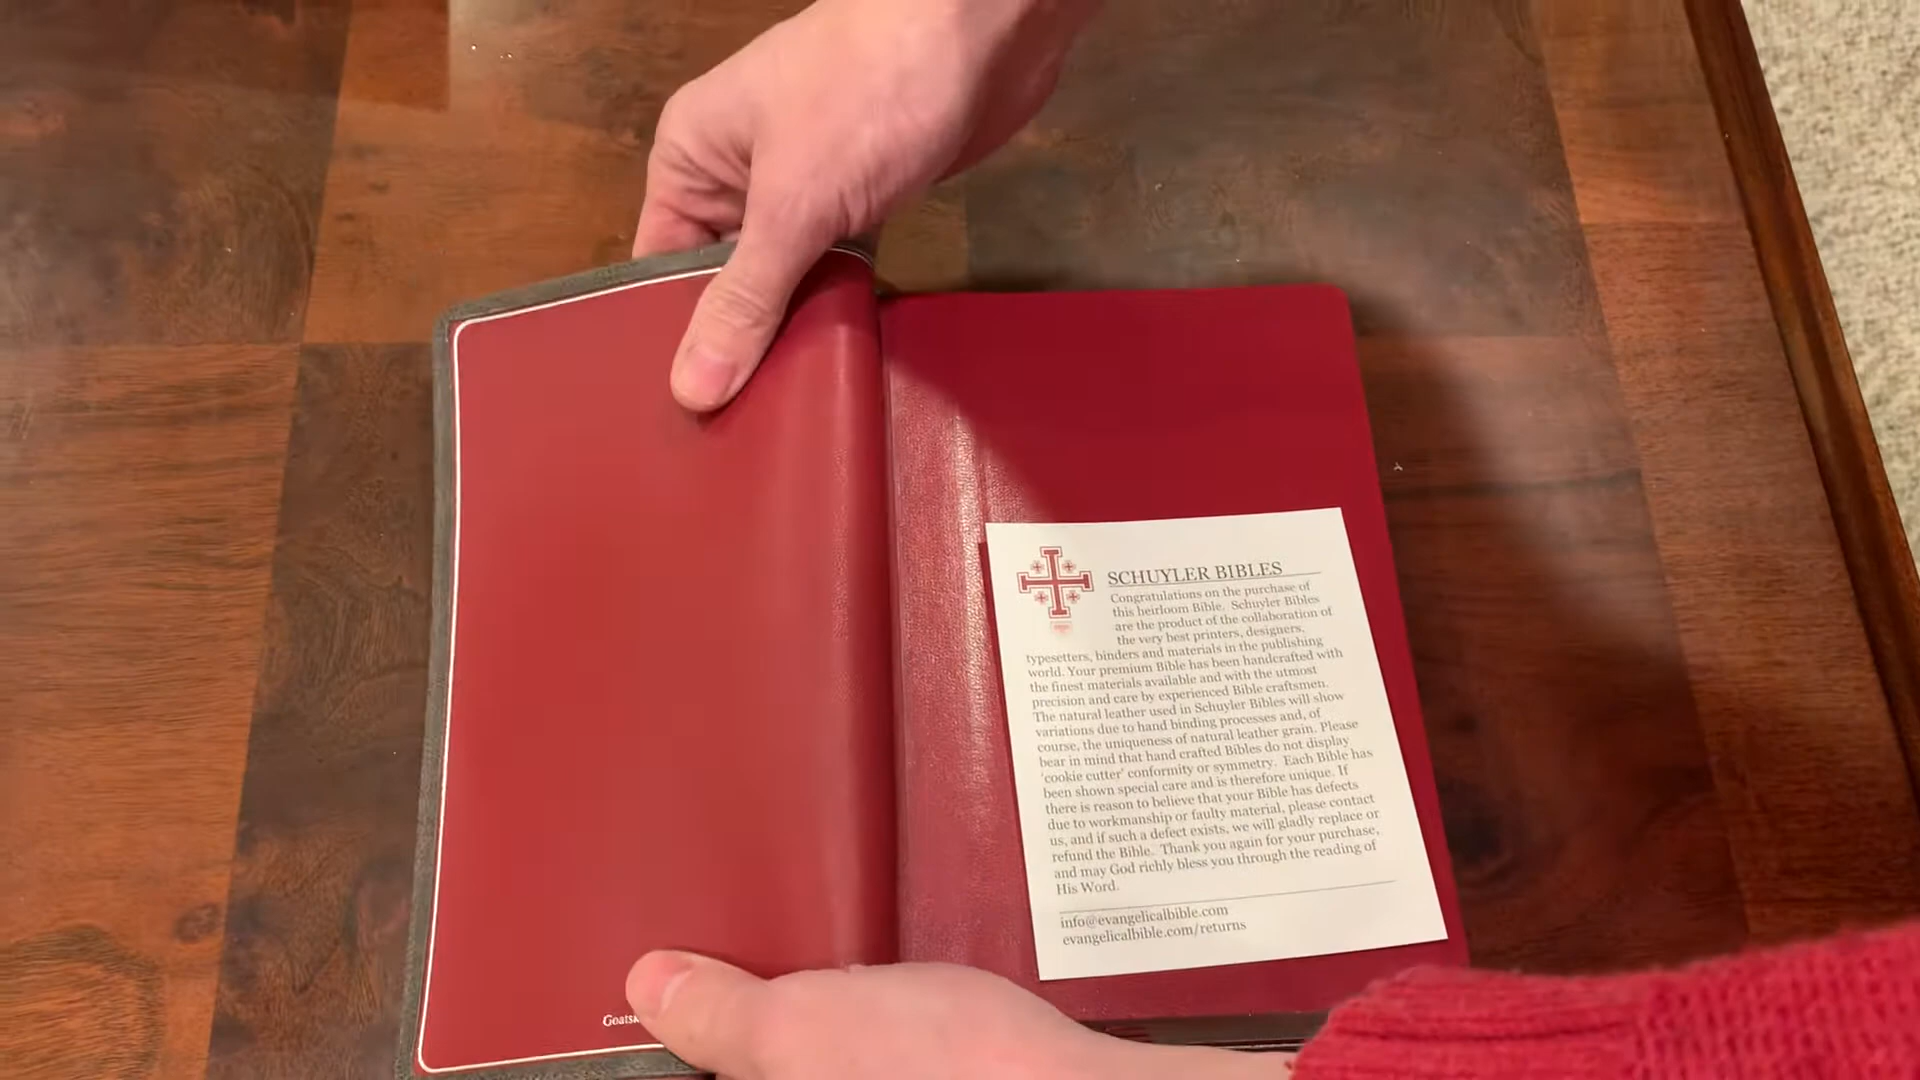 SCHUYLER BIBLES
Congratulations on the purchase of
this heirloom Bible. Schuyler Bibles
are the product of the collaboration of
the very best printers, designers,
typesetters, binders and materials in the publishing
world. Your premium Bible has been handcrafted with
the finest materials available and with the utmost
precision and care by experienced Bible craftsmen.
The natural leather used in Schuyler Bibles will show
variations due to hand binding processes and, of
course, the uniqueness of natural leather grain. Please
bear in mind that hand crafted Bibles do not display
'cookie cutter' conformity or symmetry. Each Bible has
been shown special care and is therefore unique. If
there is reason to believe that your Bible has defects
due to workmanship or faulty material, please contact
us, and if such a defect exists, we will gladly replace or
refund the Bible. Thank you again for your purchase,
and may God richly bless you through the reading of
His Word.
info@evangelicalbible.com
evangelicalbible.com/returns